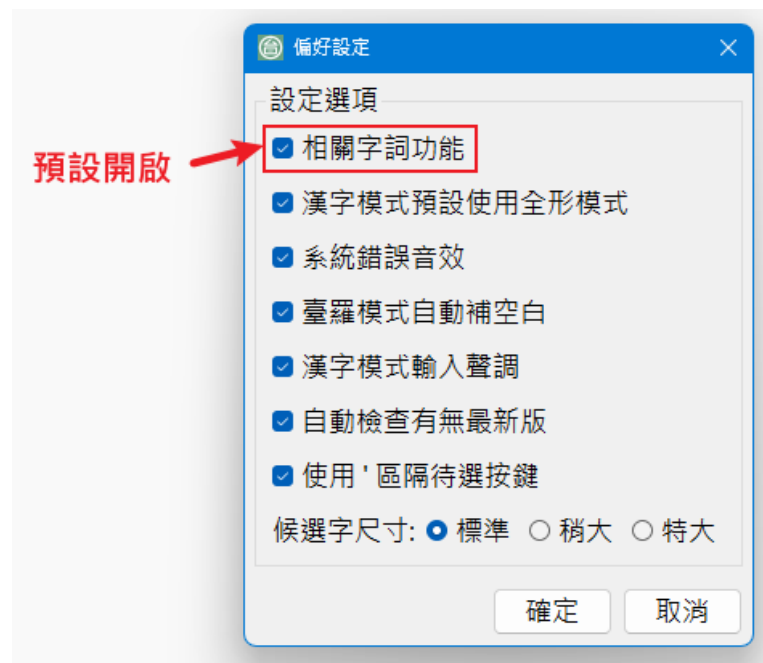 偏好設定
設定選項
預設開啟
相關字詞功能
漢字模式預設使用全形模式
系統錯誤音效
臺羅模式自動補空白
漢字模式輸入聲調
自動檢查有無最新版
使用 ' 區隔待選按鍵
候選字尺寸: 標準 稍大 特大
確定 取消